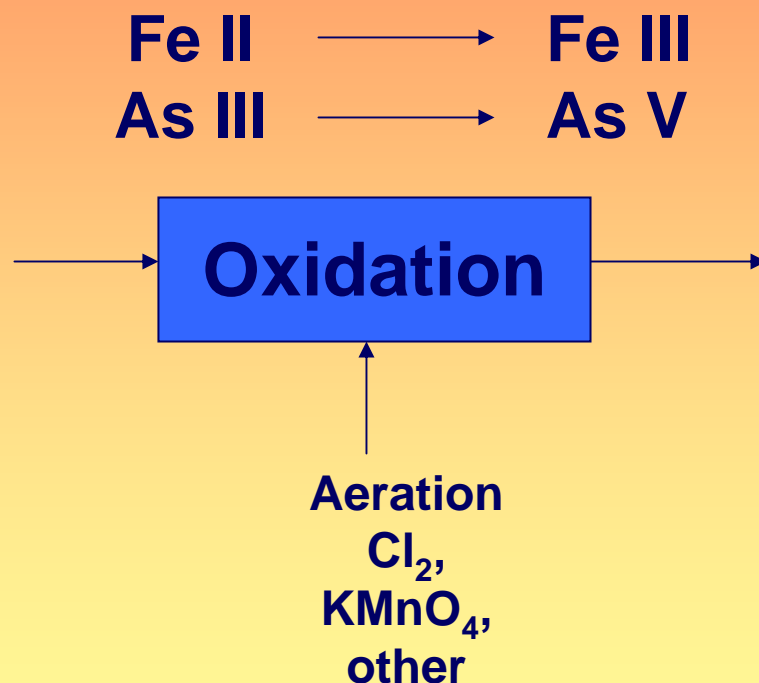 Fe II Fe III
As III As V
Oxidation
Aeration
Cl₂,
KMnO₄,
other